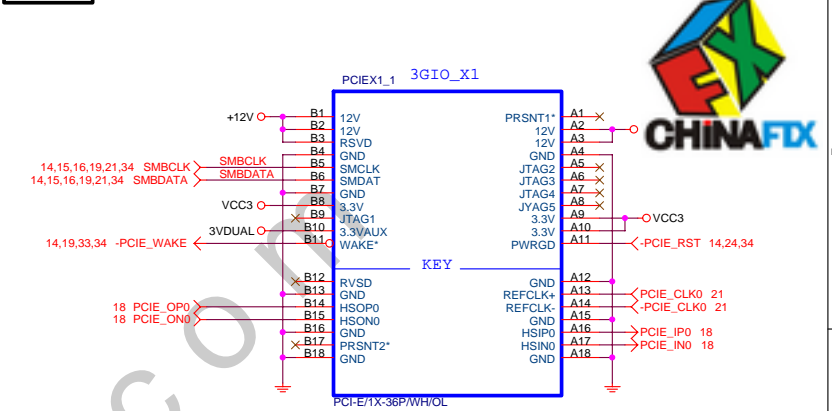 3GIO_X1
PCIEX1_1
CHiNAFIX
+12V B1 12V PRSNT1* A1
B2 12V 12V A2
B3 RSVD 12V A3
B4 GND GND A4
14,15,16,19,21,34 SMBCLK SMBCLK B5 SMCLK JTAG2 A5
14,15,16,19,21,34 SMBDATA SMBDATA B6 SMDAT JTAG3 A6
B7 GND JTAG4 A7
VCC3 B8 3.3V JYAG5 A8
B9 JTAG1 3.3V A9 VCC3
3VDUAL B10 3.3VAUX 3.3V A10
14,19,33,34 -PCIE_WAKE B11 WAKE* PWRGD A11 -PCIE_RST 14,24,34
KEY
B12 RVSD GND A12
B13 GND REFCLK+ A13 PCIE_CLK0 21
18 PCIE_OP0 B14 HSOP0 REFCLK- A14 -PCIE_CLK0 21
18 PCIE_ON0 B15 HSON0 GND A15
B16 GND HSIP0 A16 PCIE_IP0 18
B17 PRSNT2* HSIN0 A17 PCIE_IN0 18
B18 GND GND A18
PCI-E/1X-36P/WH/OL
com